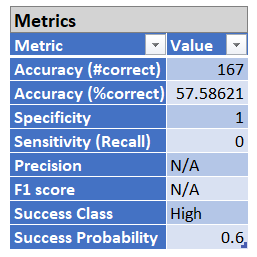 Metrics
Metric Value
Accuracy (#correct) 167
Accuracy (%correct) 57.58621
Specificity 1
Sensitivity (Recall) 0
Precision N/A
F1 score N/A
Success Class High
Success Probability 0.6